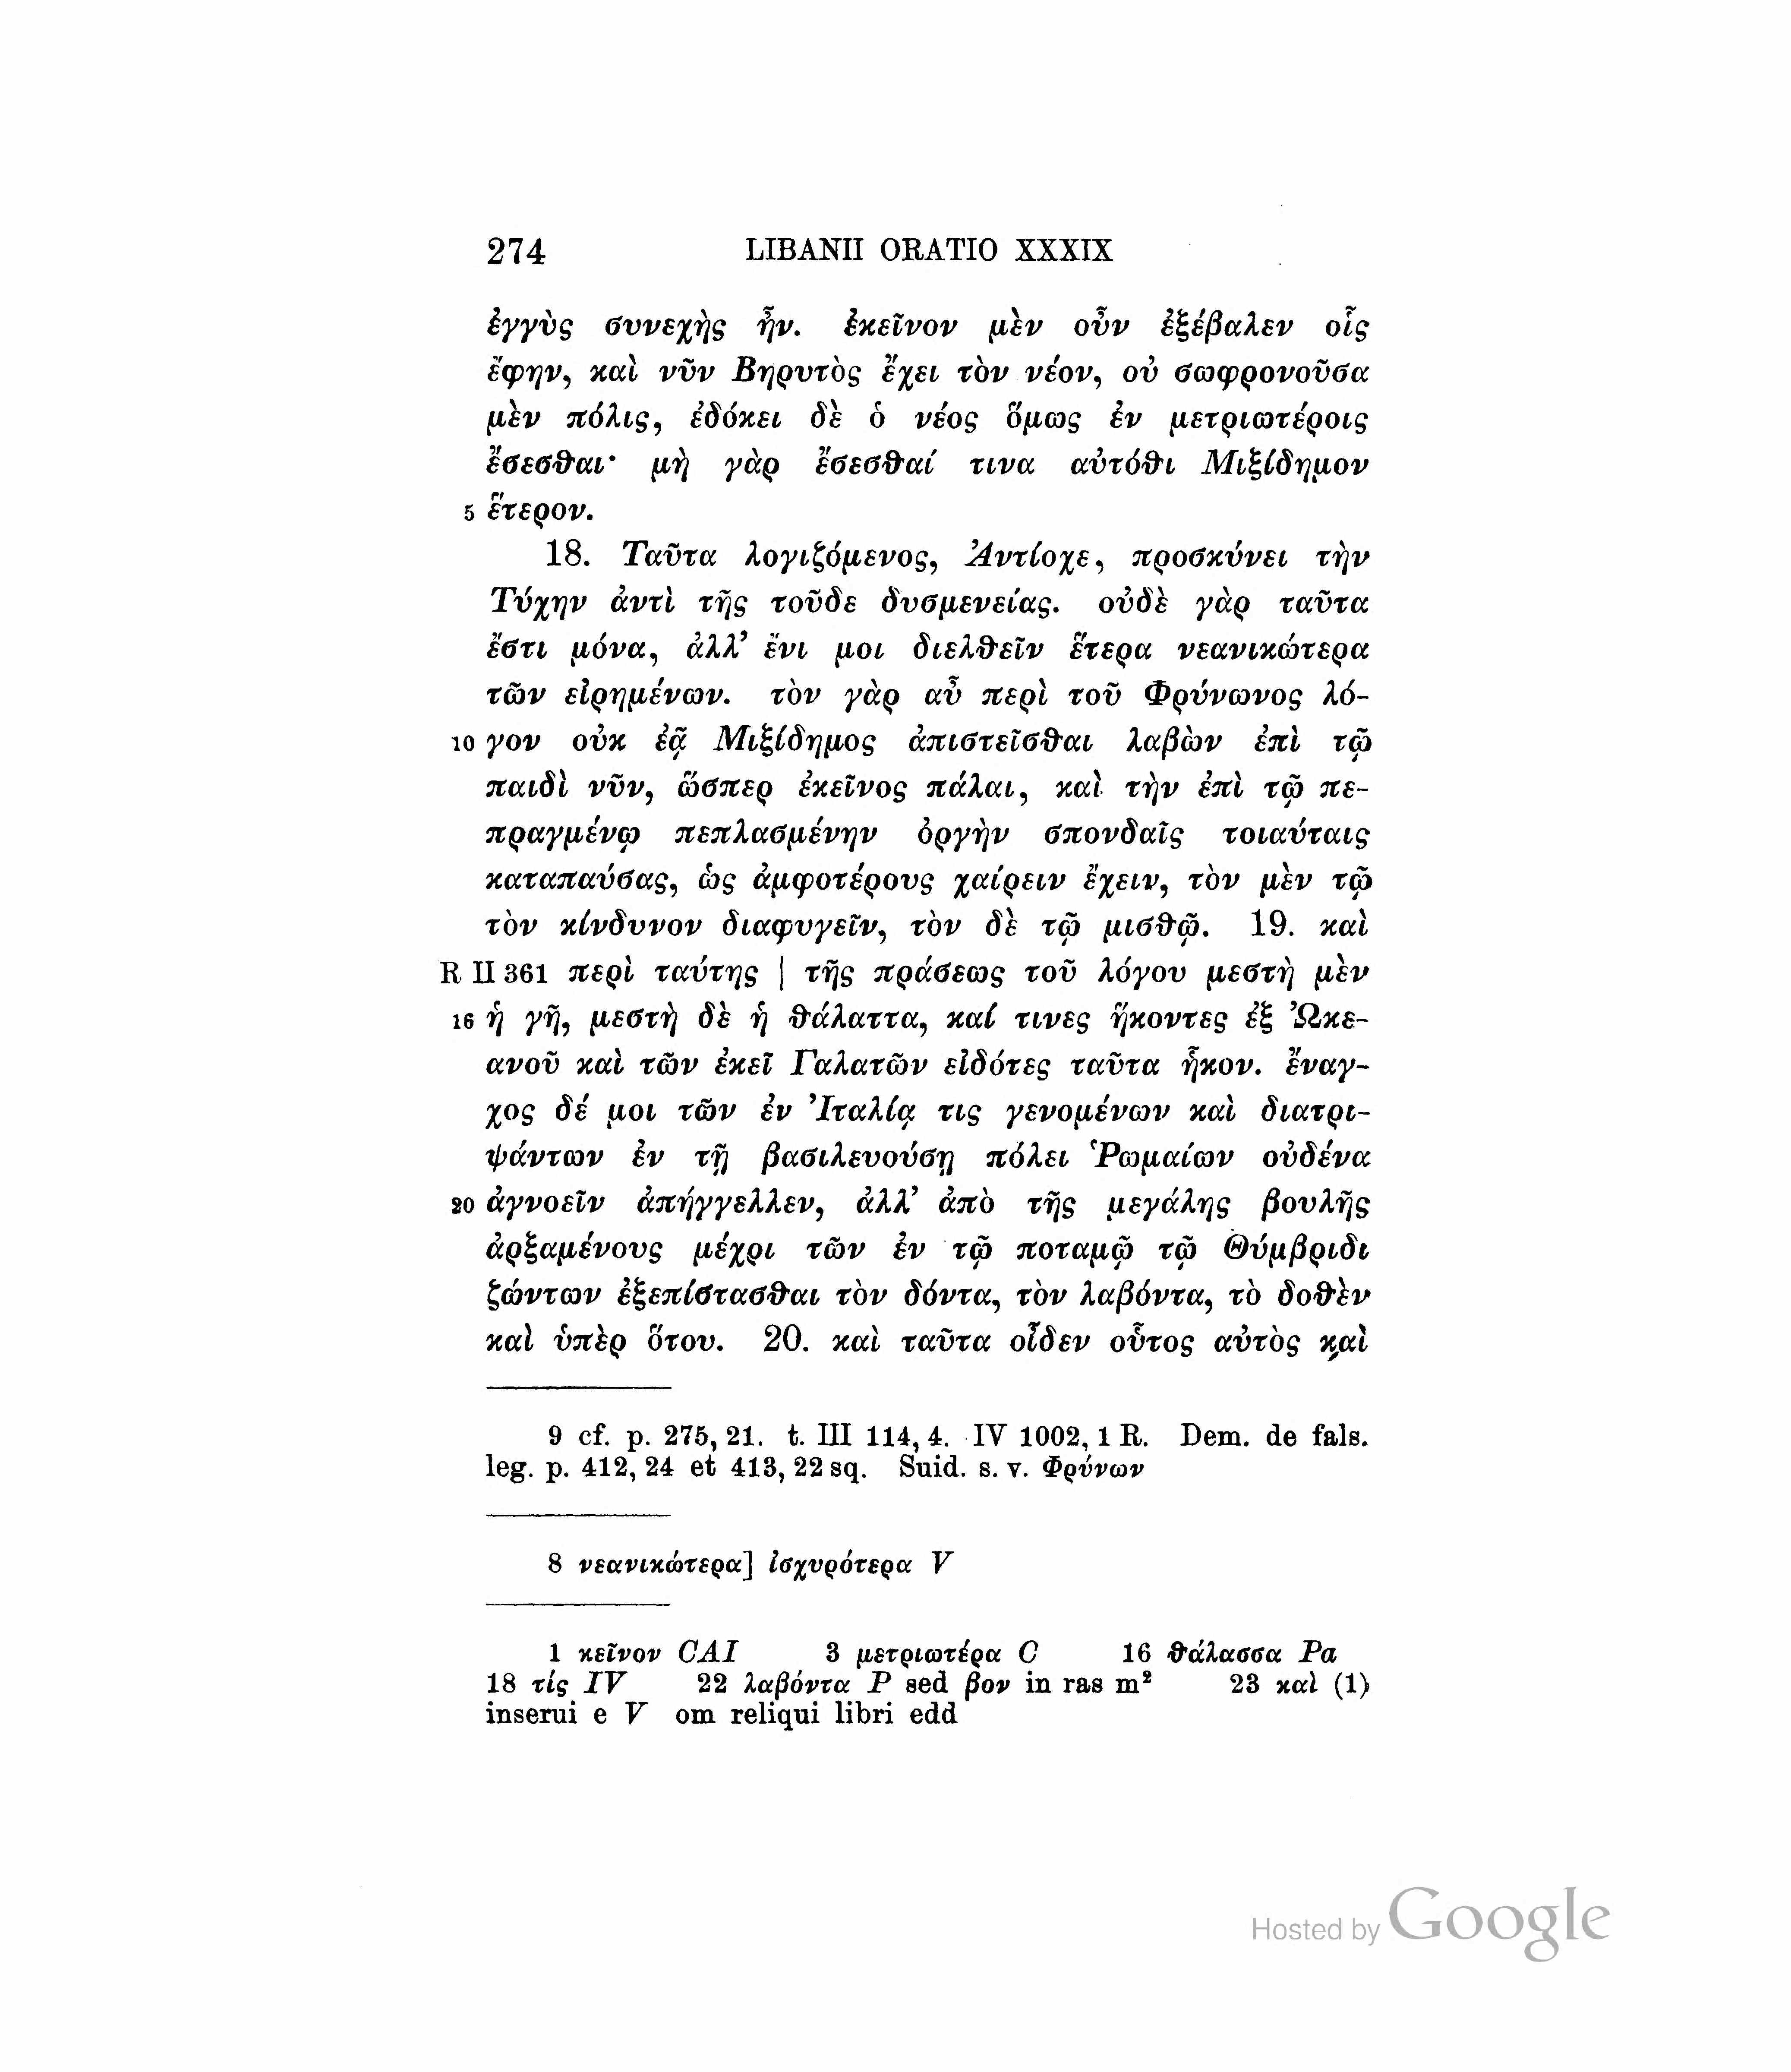 274 LIBANII ORATIO XXXIX
ἐγγὺς συνεχὴς ἦν. ἐκεῖνον μὲν οὖν ἐξέβαλεν οἷς
ἔφην, καὶ νῦν Βηρυτὸς ἔχει τὸν νέον, οὐ σωφρονοῦσα
μὲν πόλις, ἐδόκει δὲ ὁ νέος ὅμως ἐν μετριωτέροις
ἔσεσθαι· μὴ γὰρ ἔσεσθαί τινα αὐτόθι Μιξίδημον
5 ἕτερον.
18. Ταῦτα λογιζόμενος, Ἀντίοχε, προσκύνει τὴν
Τύχην ἀντὶ τῆς τοῦδε δυσμενείας. οὐδὲ γὰρ ταῦτα
ἔστι μόνα, ἀλλ’ ἔνι μοι διελθεῖν ἕτερα νεανικώτερα
τῶν εἰρημένων. τὸν γὰρ αὖ περὶ τοῦ Φρύνωνος λό-
10 γον οὐκ ἐᾷ Μιξίδημος ἀπιστεῖσθαι λαβὼν ἐπὶ τῷ
παιδὶ νῦν, ὥσπερ ἐκεῖνος πάλαι, καὶ τὴν ἐπὶ τῷ πε-
πραγμένῳ πεπλασμένην ὀργὴν σπονδαῖς τοιαύταις
καταπαύσας, ὡς ἀμφοτέρους χαίρειν ἔχειν, τὸν μὲν τῷ
τὸν κίνδυνον διαφυγεῖν, τὸν δὲ τῷ μισθῷ. 19. καὶ
R II 361 περὶ ταύτης | τῆς πράσεως τοῦ λόγου μεστὴ μὲν
16 ἡ γῆ, μεστὴ δὲ ἡ θάλαττα, καί τινες ἥκοντες ἐξ Ὠκε-
ανοῦ καὶ τῶν ἐκεῖ Γαλατῶν εἰδότες ταῦτα ἧκον. ἔναγ-
χος δέ μοι τῶν ἐν Ἰταλίᾳ τις γενομένων καὶ διατρι-
ψάντων ἐν τῇ βασιλευούσῃ πόλει Ῥωμαίων οὐδένα
20 ἀγνοεῖν ἀπήγγελλεν, ἀλλ’ ἀπὸ τῆς μεγάλης βουλῆς
ἀρξαμένους μέχρι τῶν ἐν τῷ ποταμῷ τῷ Θύμβριδι
ζώντων ἐξεπίστασθαι τὸν δόντα, τὸν λαβόντα, τὸ δοθὲν
καὶ ὑπὲρ ὅτου. 20. καὶ ταῦτα οἶδεν οὗτος αὐτὸς καὶ
9 cf. p. 275, 21. t. III 114, 4. IV 1002, 1 R. Dem. de fals.
leg. p. 412, 24 et 413, 22 sq. Suid. s. v. Φρύνων
8 νεανικώτερα] ἰσχυρότερα V
1 κεῖνον CAI 3 μετριωτέρα C 16 θάλασσα Pa
18 τίς IV 22 λαβόντα P sed βον in ras m² 23 καὶ (1)
inserui e V om reliqui libri edd
Hosted by Google